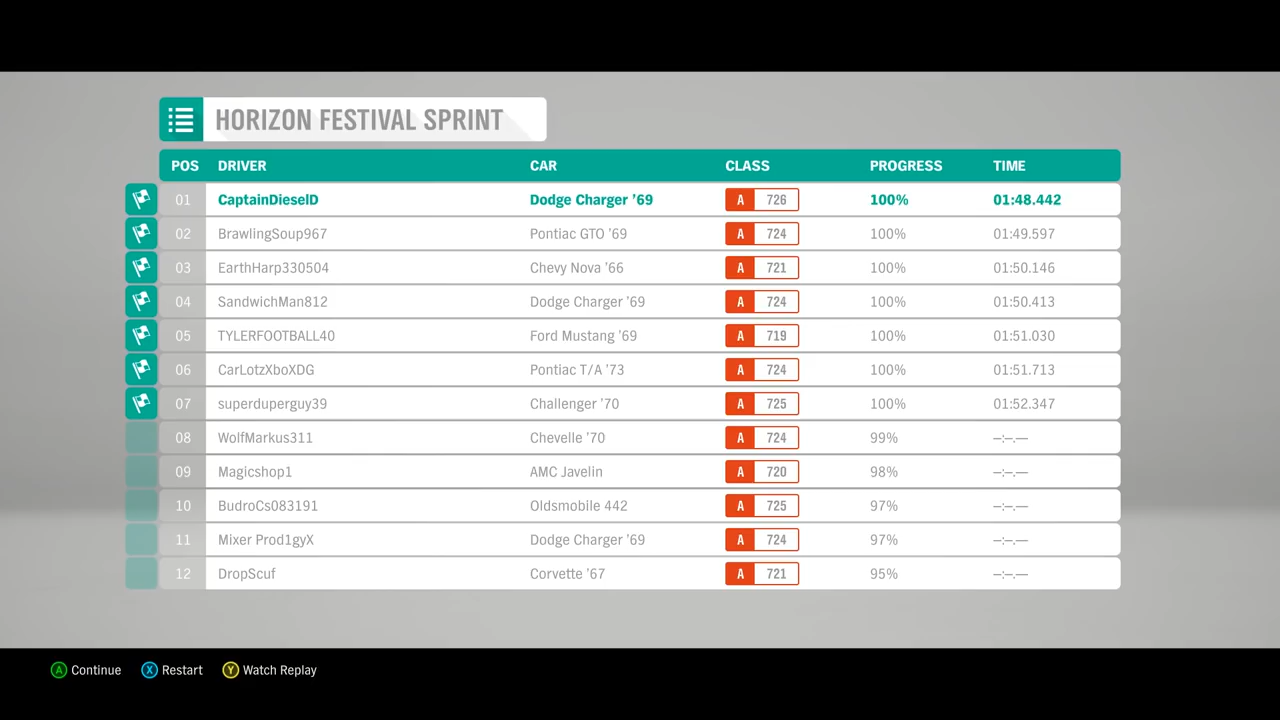 HORIZON FESTIVAL SPRINT
POS DRIVER CAR CLASS PROGRESS TIME
01 CaptainDieselD Dodge Charger ’69 A 726 100% 01:48.442
02 BrawlingSoup967 Pontiac GTO ’69 A 724 100% 01:49.597
03 EarthHarp330504 Chevy Nova ’66 A 721 100% 01:50.146
04 SandwichMan812 Dodge Charger ’69 A 724 100% 01:50.413
05 TYLERFOOTBALL40 Ford Mustang ’69 A 719 100% 01:51.030
06 CarLotzXboXDG Pontiac T/A ’73 A 724 100% 01:51.713
07 superduperguy39 Challenger ’70 A 725 100% 01:52.347
08 WolfMarkus311 Chevelle ’70 A 724 99% –:–.––
09 Magicshop1 AMC Javelin A 720 98% –:–.––
10 BudroCs083191 Oldsmobile 442 A 725 97% –:–.––
11 Mixer Prod1gyX Dodge Charger ’69 A 724 97% –:–.––
12 DropScuf Corvette ’67 A 721 95% –:–.––
A Continue X Restart Y Watch Replay